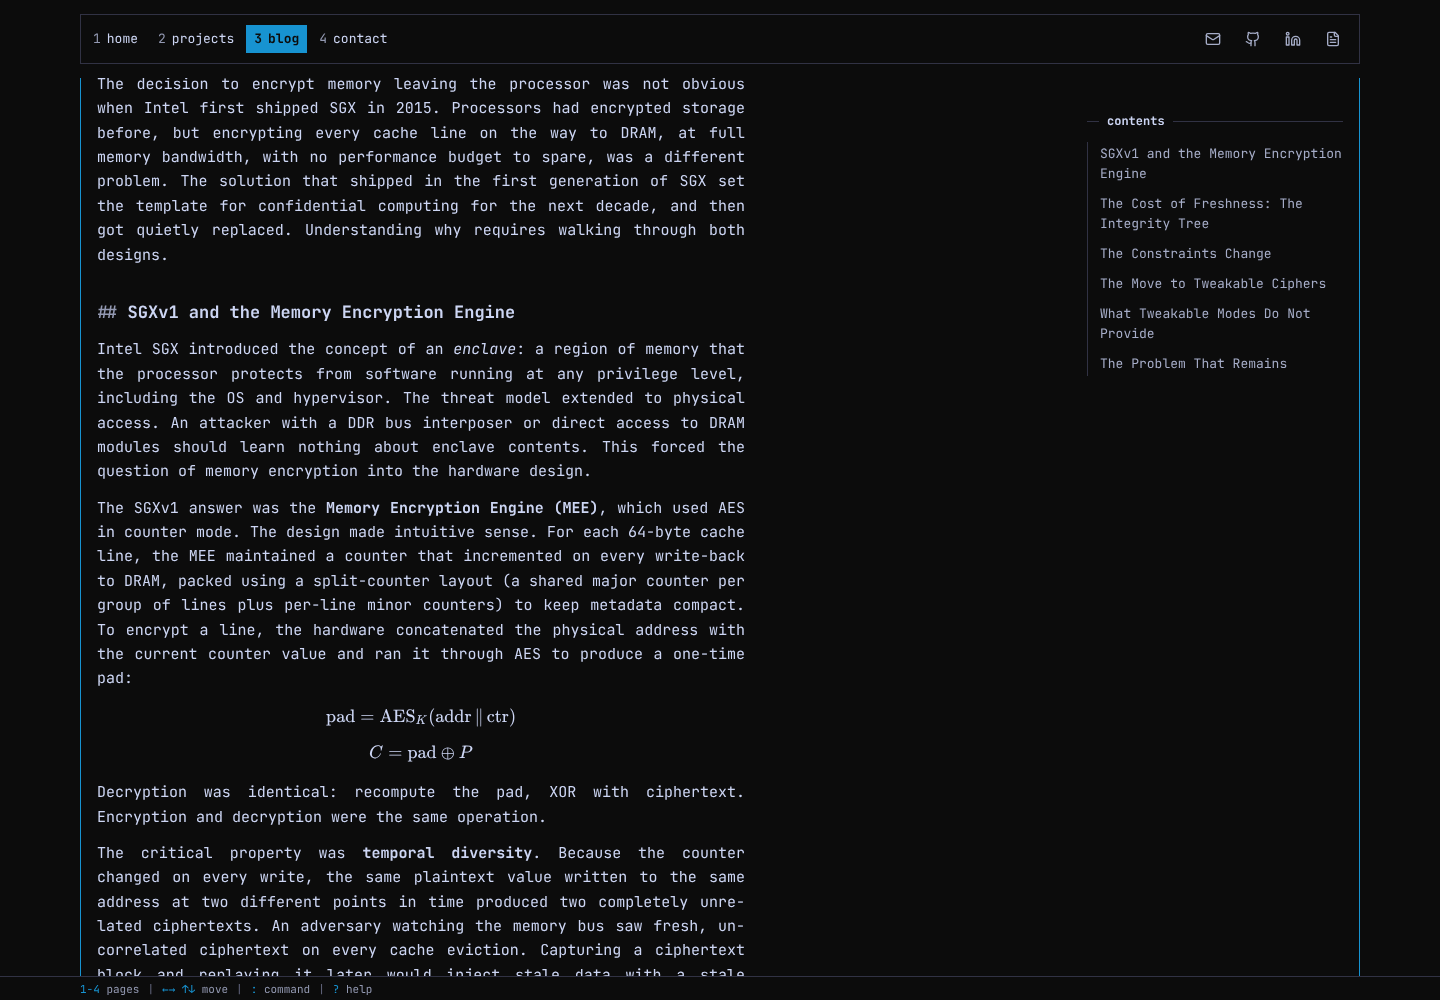 1 home 2 projects 3 blog 4 contact
The decision to encrypt memory leaving the processor was not obvious
when Intel first shipped SGX in 2015. Processors had encrypted storage
before, but encrypting every cache line on the way to DRAM, at full
memory bandwidth, with no performance budget to spare, was a different
problem. The solution that shipped in the first generation of SGX set
the template for confidential computing for the next decade, and then
got quietly replaced. Understanding why requires walking through both
designs.
## SGXv1 and the Memory Encryption Engine
Intel SGX introduced the concept of an enclave: a region of memory that
the processor protects from software running at any privilege level,
including the OS and hypervisor. The threat model extended to physical
access. An attacker with a DDR bus interposer or direct access to DRAM
modules should learn nothing about enclave contents. This forced the
question of memory encryption into the hardware design.
The SGXv1 answer was the Memory Encryption Engine (MEE), which used AES
in counter mode. The design made intuitive sense. For each 64-byte cache
line, the MEE maintained a counter that incremented on every write-back
to DRAM, packed using a split-counter layout (a shared major counter per
group of lines plus per-line minor counters) to keep metadata compact.
To encrypt a line, the hardware concatenated the physical address with
the current counter value and ran it through AES to produce a one-time
pad:
pad = AES_K(addr ∥ ctr)
C = pad ⊕ P
Decryption was identical: recompute the pad, XOR with ciphertext.
Encryption and decryption were the same operation.
The critical property was temporal diversity. Because the counter
changed on every write, the same plaintext value written to the same
address at two different points in time produced two completely unre-
lated ciphertexts. An adversary watching the memory bus saw fresh, un-
correlated ciphertext on every cache eviction. Capturing a ciphertext
block and replaying it later would inject stale data with a stale
contents
SGXv1 and the Memory Encryption
Engine
The Cost of Freshness: The
Integrity Tree
The Constraints Change
The Move to Tweakable Ciphers
What Tweakable Modes Do Not
Provide
The Problem That Remains
1-4 pages | ←→ ↑↓ move | : command | ? help